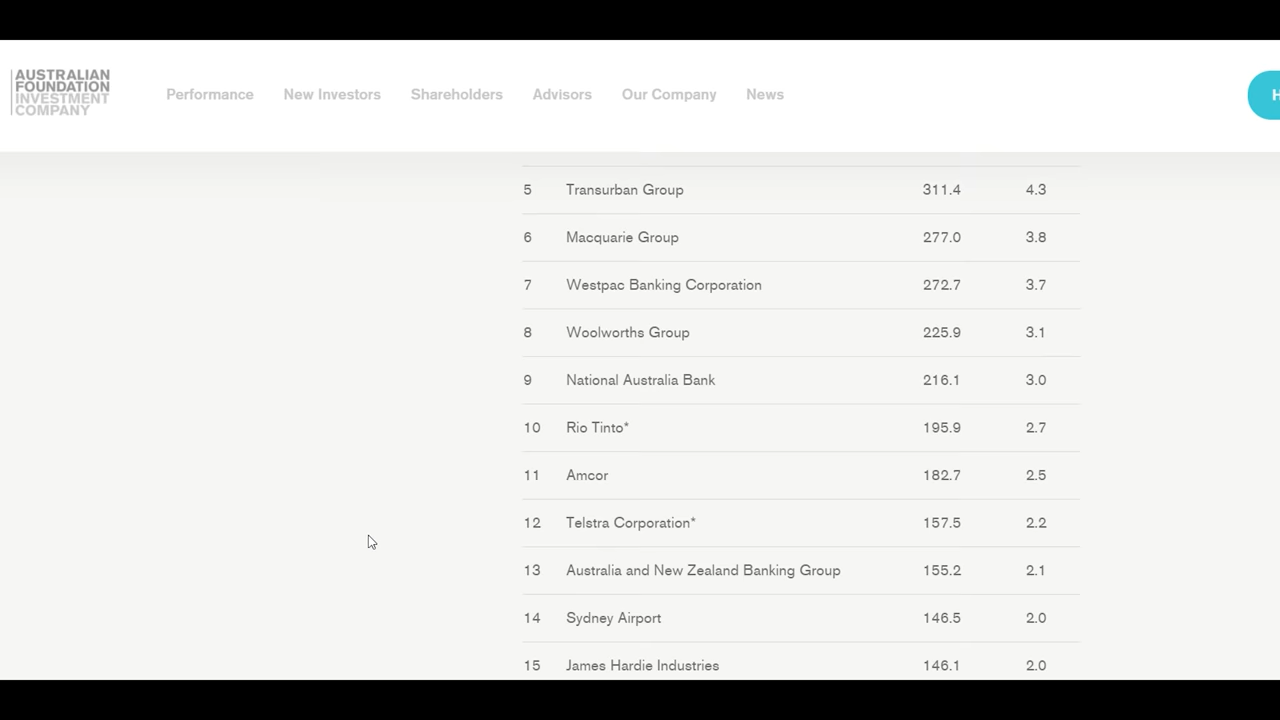 AUSTRALIAN
FOUNDATION
INVESTMENT
COMPANY
Performance New Investors Shareholders Advisors Our Company News H
5 Transurban Group 311.4 4.3
6 Macquarie Group 277.0 3.8
7 Westpac Banking Corporation 272.7 3.7
8 Woolworths Group 225.9 3.1
9 National Australia Bank 216.1 3.0
10 Rio Tinto* 195.9 2.7
11 Amcor 182.7 2.5
12 Telstra Corporation* 157.5 2.2
13 Australia and New Zealand Banking Group 155.2 2.1
14 Sydney Airport 146.5 2.0
15 James Hardie Industries 146.1 2.0